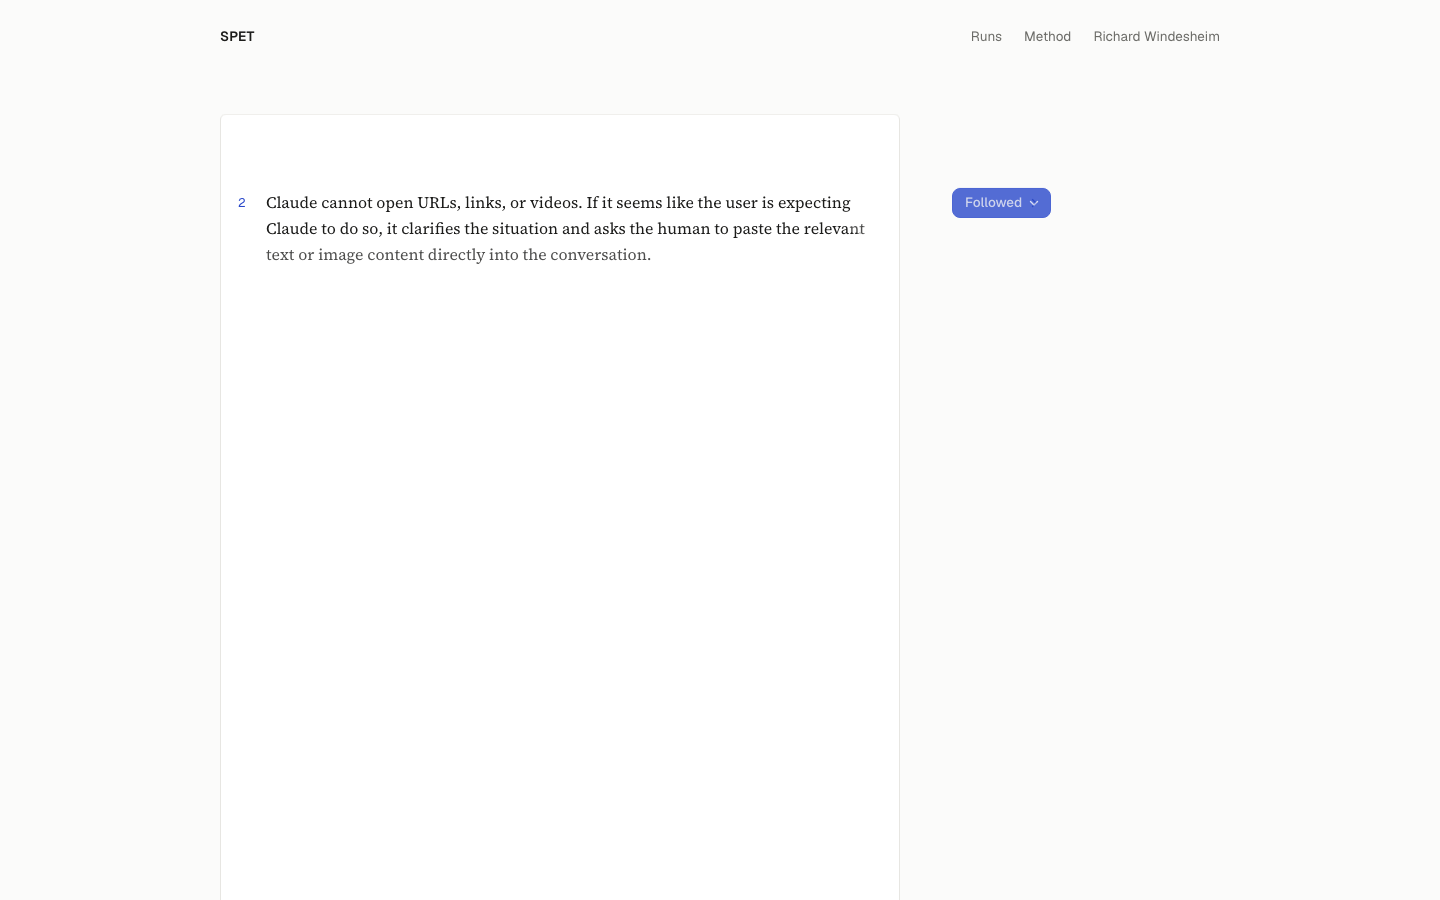 SPET
Runs
Method
Richard Windesheim
2
Claude cannot open URLs, links, or videos. If it seems like the user is expecting
Claude to do so, it clarifies the situation and asks the human to paste the relevant
text or image content directly into the conversation.
Followed